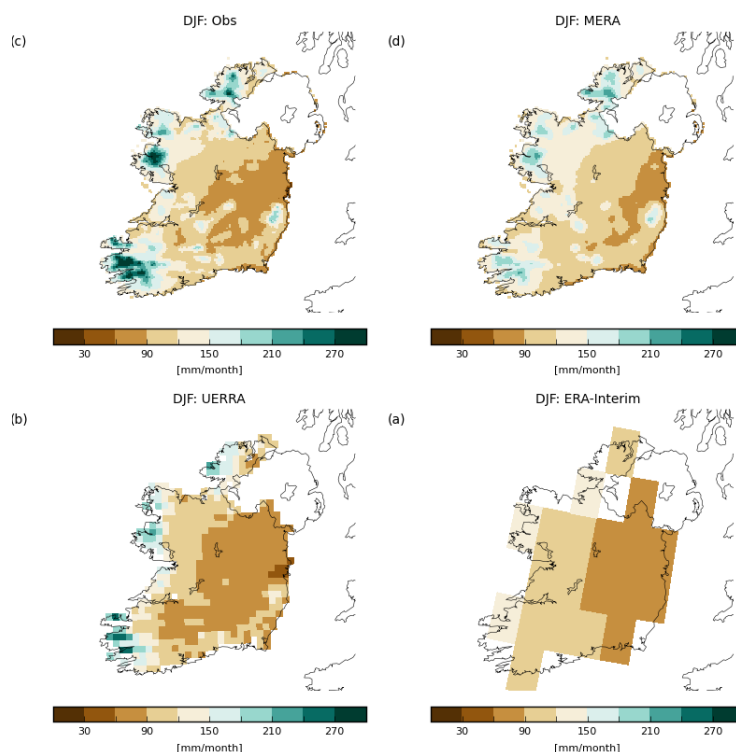 DJF: Obs
DJF: MERA
(c)
(d)
30 90 150 210 270
30 90 150 210 270
[mm/month]
[mm/month]
DJF: UERRA
DJF: ERA-Interim
(b)
(a)
30 90 150 210 270
30 90 150 210 270
[mm/month]
[mm/month]